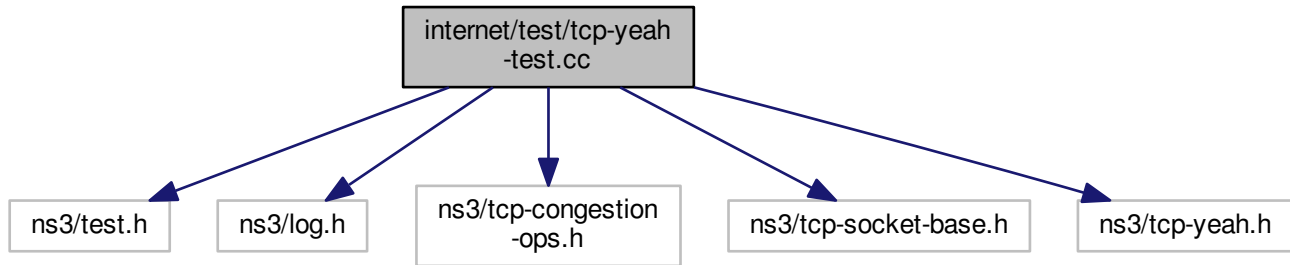 internet/test/tcp-yeah
-test.cc
ns3/test.h
ns3/log.h
ns3/tcp-congestion
-ops.h
ns3/tcp-socket-base.h
ns3/tcp-yeah.h